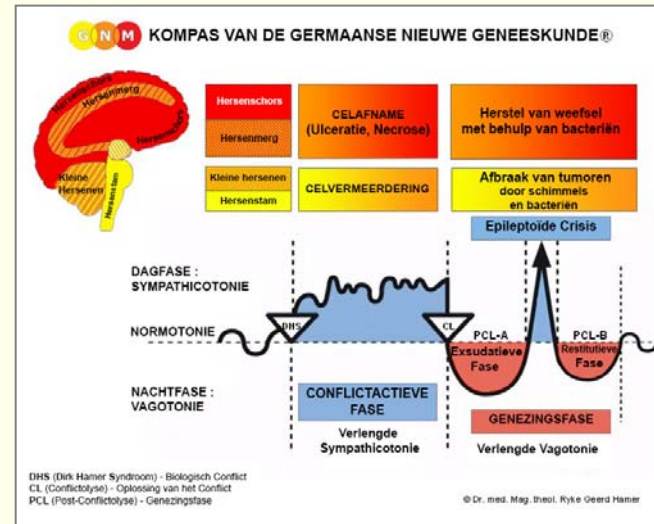 GNM KOMPAS VAN DE GERMAANSE NIEUWE GENEESKUNDE®
Hersenschors
Hersenmerg
Hersenschors
Kleine
Hersenen
Hersenstam
Hersenschors
Hersenmerg
Kleine hersenen
Hersenstam
CELAFNAME
(Ulceratie, Necrose)
CELVERMEERDERING
Herstel van weefsel
met behulp van bacteriën
Afbraak van tumoren
door schimmels
en bacteriën
Epileptoïde Crisis
DAGFASE :
SYMPATHICOTONIE
NORMOTONIE
DHS
CL
PCL-A
Exsudatieve
Fase
PCL-B
Restitutieve
Fase
NACHTFASE :
VAGOTONIE
CONFLICTACTIEVE
FASE
Verlengde
Sympathicotonie
GENEZINGSFASE
Verlengde Vagotonie
DHS (Dirk Hamer Syndroom) - Biologisch Conflict
CL (Conflictolyse) - Oplossing van het Conflict
PCL (Post-Conflictolyse) - Genezingsfase
© Dr. med. Mag. theol. Ryke Geerd Hamer